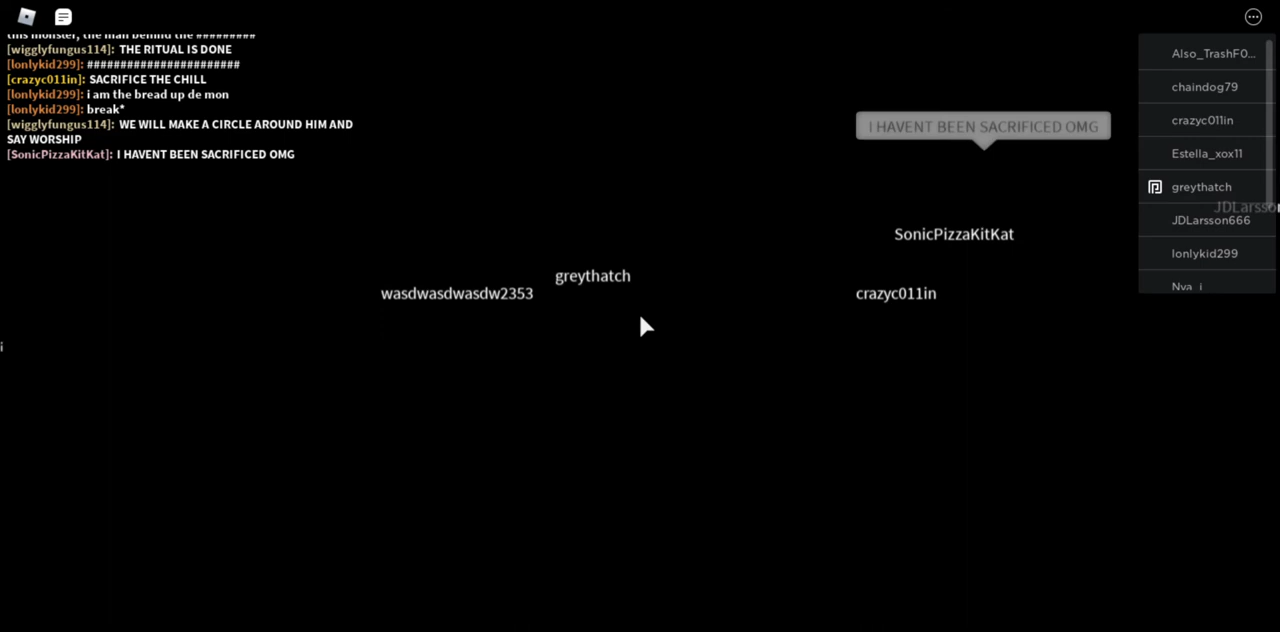 this monster, the man behind the #########
[wigglyfungus114]: THE RITUAL IS DONE
[lonlykid299]: ######################
[crazyc011in]: SACRIFICE THE CHILL
[lonlykid299]: i am the bread up de mon
[lonlykid299]: break*
[wigglyfungus114]: WE WILL MAKE A CIRCLE AROUND HIM AND
SAY WORSHIP
[SonicPizzaKitKat]: I HAVENT BEEN SACRIFICED OMG
I HAVENT BEEN SACRIFICED OMG
SonicPizzaKitKat
greythatch
wasdwasdwasdw2353
crazyc011in
i
Also_TrashF0...
chaindog79
crazyc011in
Estella_xox11
greythatch
JDLarsson
JDLarsson666
lonlykid299
Nya_i